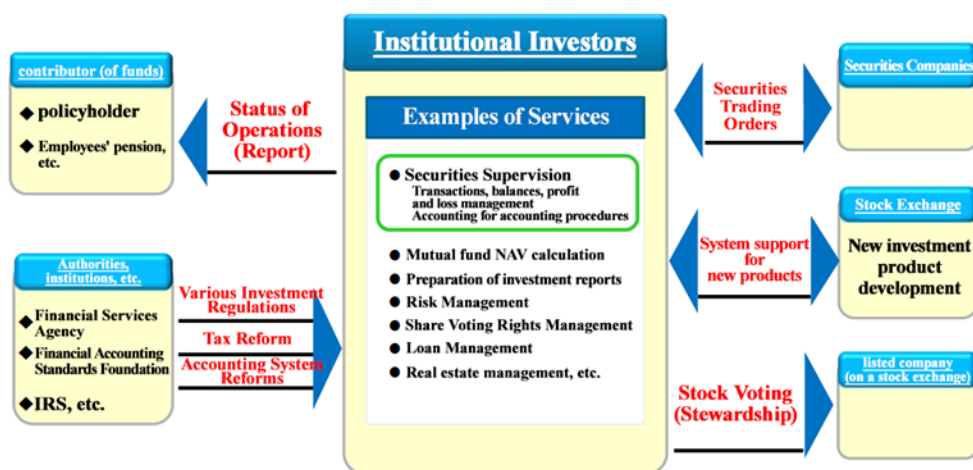 contributor (of funds)
◆ policyholder
◆ Employees' pension,
etc.
Status of
Operations
(Report)
Authorities,
institutions, etc.
◆ Financial Services
Agency
◆ Financial Accounting
Standards Foundation
◆IRS, etc.
Various Investment
Regulations
Tax Reform
Accounting System
Reforms
Institutional Investors
Examples of Services
● Securities Supervision
Transactions, balances, profit
and loss management
Accounting for accounting procedures
● Mutual fund NAV calculation
● Preparation of investment reports
● Risk Management
● Share Voting Rights Management
● Loan Management
● Real estate management, etc.
Securities
Trading
Orders
Securities Companies
System support
for
new products
Stock Exchange
New investment
product
development
Stock Voting
(Stewardship)
listed company
(on a stock exchange)